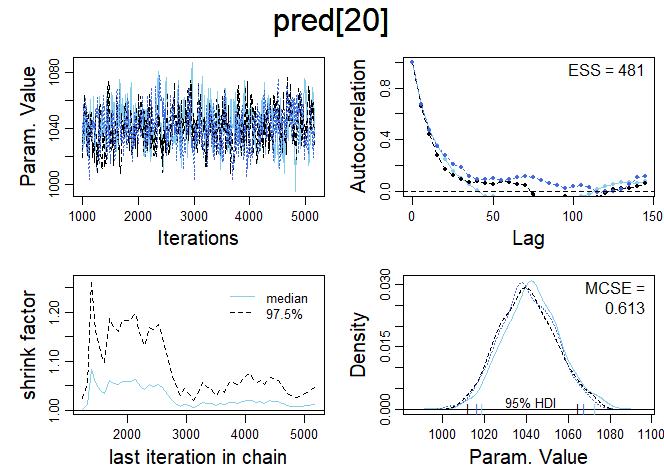 pred[20]
Param. Value
1000
1040
1080
1000
2000
3000
4000
5000
Iterations
Autocorrelation
0.0
0.4
0.8
ESS = 481
0
50
100
150
Lag
shrink factor
1.00
1.10
1.20
median
97.5%
2000
3000
4000
5000
last iteration in chain
Density
0.000
0.015
0.030
MCSE =
0.613
95% HDI
1000
1020
1040
1060
1080
1100
Param. Value